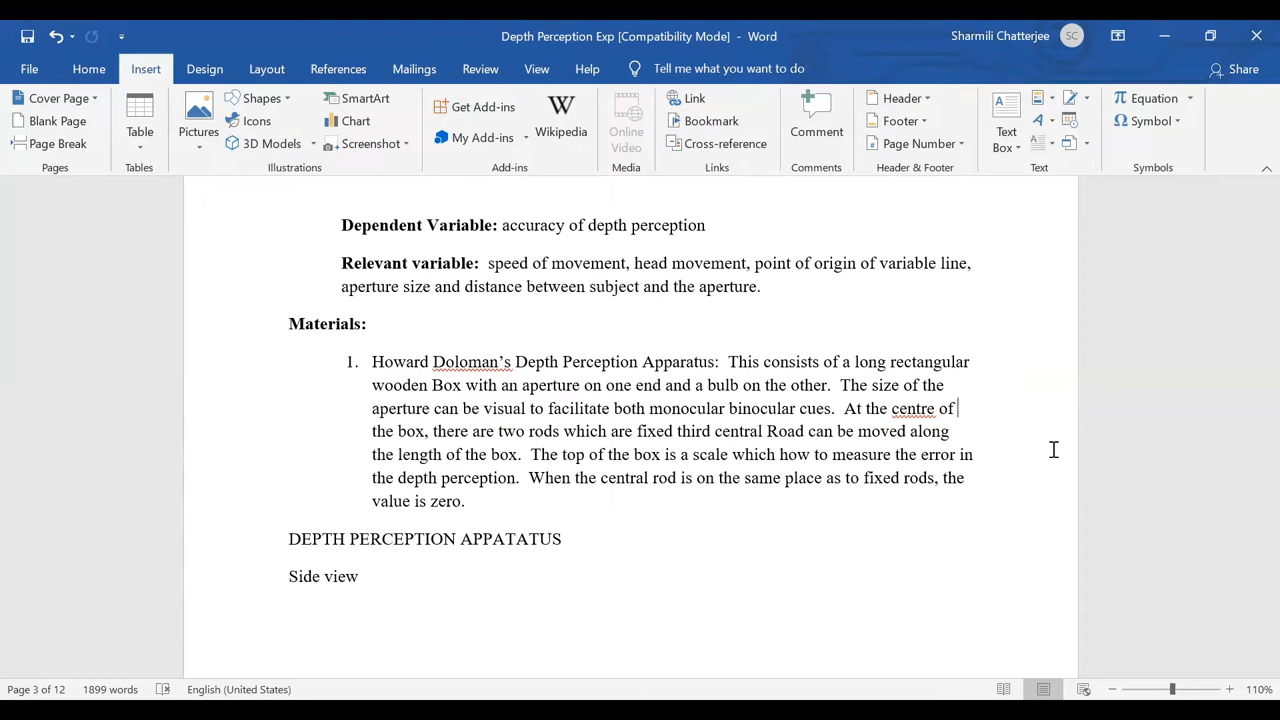 Depth Perception Exp [Compatibility Mode] - Word
Sharmili Chatterjee
SC
File Home Insert Design Layout References Mailings Review View Help Tell me what you want to do
Share
Cover Page
Blank Page
Page Break
Pages
Table
Tables
Pictures
Shapes
Icons
3D Models
SmartArt
Chart
Screenshot
Illustrations
Get Add-ins
My Add-ins
Wikipedia
Add-ins
Online
Video
Media
Link
Bookmark
Cross-reference
Links
Comment
Comments
Header
Footer
Page Number
Header & Footer
Text
Box
Text
Equation
Symbol
Symbols
Dependent Variable: accuracy of depth perception
Relevant variable: speed of movement, head movement, point of origin of variable line,
aperture size and distance between subject and the aperture.
Materials:
1. Howard Doloman’s Depth Perception Apparatus: This consists of a long rectangular
wooden Box with an aperture on one end and a bulb on the other. The size of the
aperture can be visual to facilitate both monocular binocular cues. At the centre of
the box, there are two rods which are fixed third central Road can be moved along
the length of the box. The top of the box is a scale which how to measure the error in
the depth perception. When the central rod is on the same place as to fixed rods, the
value is zero.
DEPTH PERCEPTION APPATATUS
Side view
Page 3 of 12 1899 words English (United States)
110%